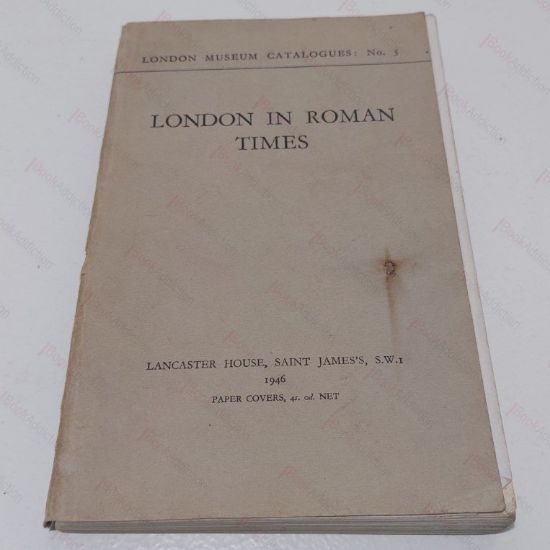 LONDON MUSEUM CATALOGUES: No. 3
LONDON IN ROMAN
TIMES
LANCASTER HOUSE, SAINT JAMES'S, S.W.1
1946
PAPER COVERS, 4s. 0d. NET
BookAddiction